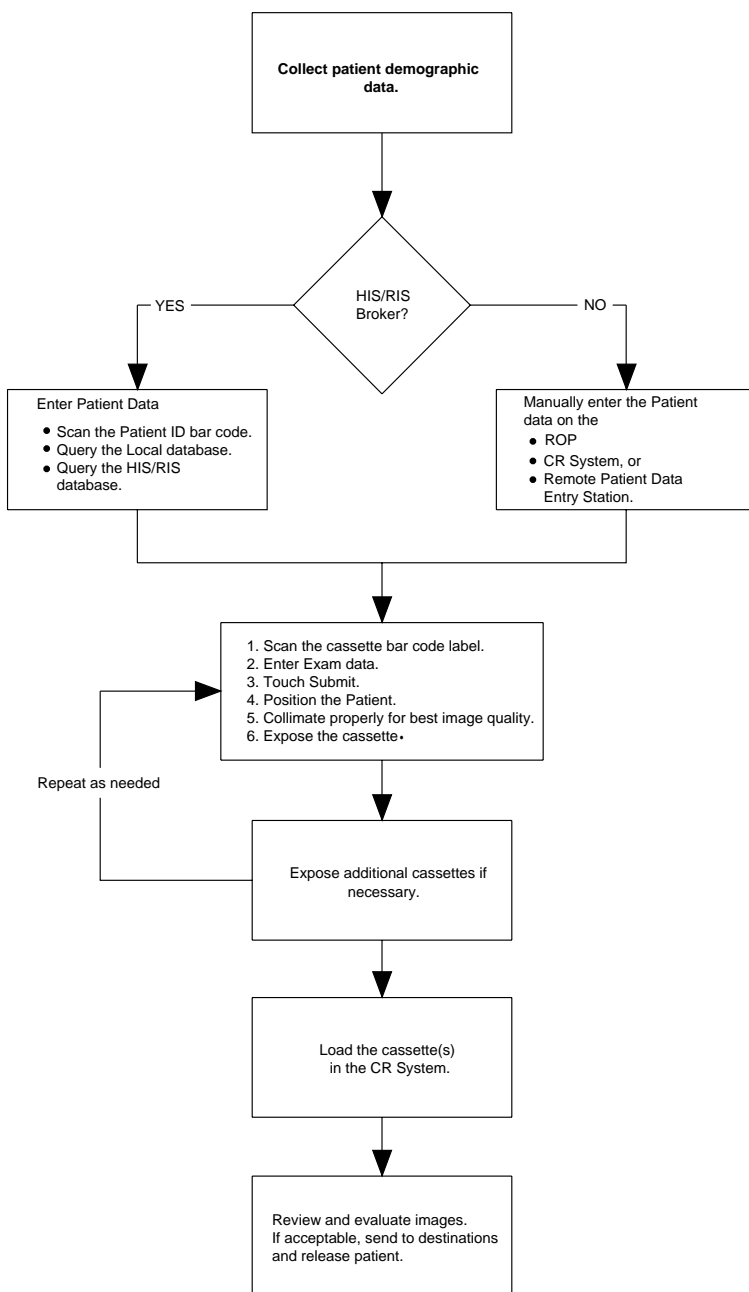 Collect patient demographic
data.
HIS/RIS
Broker?
YES
NO
Enter Patient Data
● Scan the Patient ID bar code.
● Query the Local database.
● Query the HIS/RIS
database.
Manually enter the Patient
data on the
● ROP
● CR System, or
● Remote Patient Data
Entry Station.
1. Scan the cassette bar code label.
2. Enter Exam data.
3. Touch Submit.
4. Position the Patient.
5. Collimate properly for best image quality.
6. Expose the cassette.
Repeat as needed
Expose additional cassettes if
necessary.
Load the cassette(s)
in the CR System.
Review and evaluate images.
If acceptable, send to destinations
and release patient.